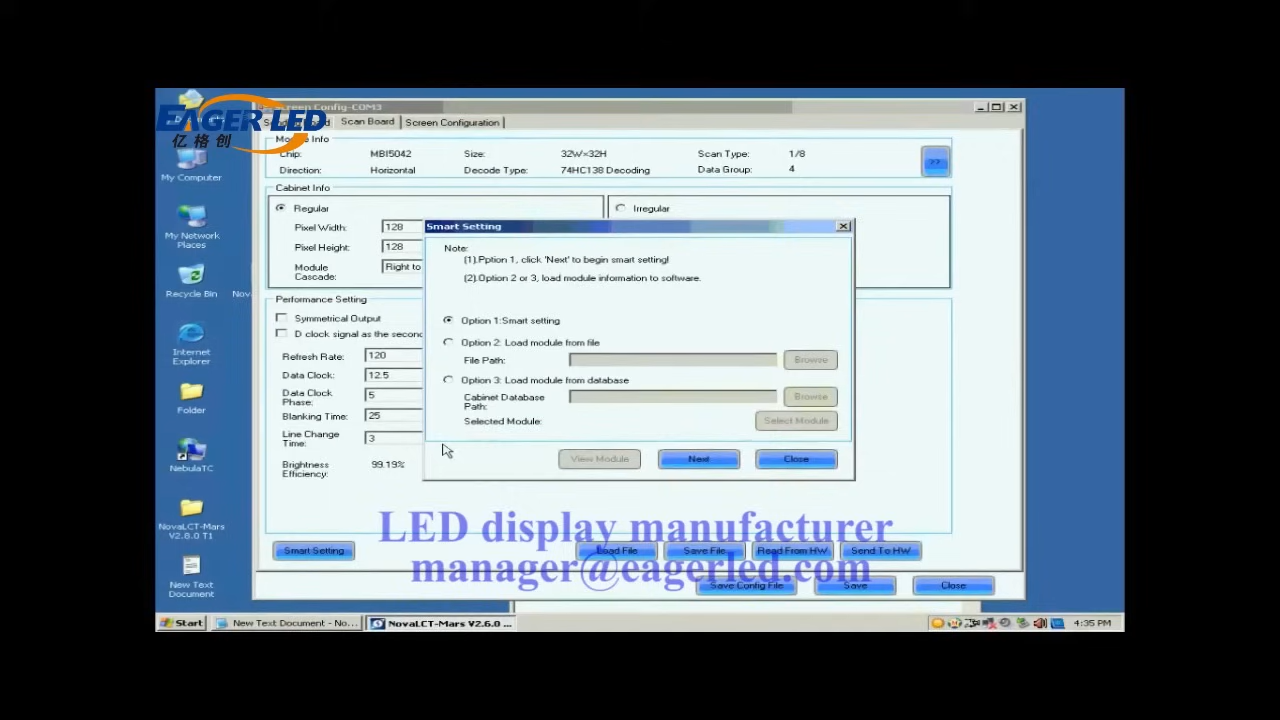 Screen Config-COM3
EAGER LED
亿格创
Scan Board
Screen Configuration
Info
Chip: MBI5042 Size: 32W×32H Scan Type: 1/8
Direction: Horizontal Decode Type: 74HC138 Decoding Data Group: 4
>>
Cabinet Info
Regular
Irregular
Pixel Width: 128
Pixel Height: 128
Module Cascade: Right to
Performance Setting
Symmetrical Output
D clock signal as the second
Refresh Rate: 120
Data Clock: 12.5
Data Clock Phase: 5
Blanking Time: 25
Line Change Time: 3
Brightness Efficiency: 99.19%
Smart Setting
Note:
(1).Pption 1, click 'Next' to begin smart setting!
(2).Option 2 or 3, load module information to software.
Option 1:Smart setting
Option 2: Load module from file
File Path: Browse
Option 3: Load module from database
Cabinet Database Path: Browse
Selected Module: Select Module
View Module Next Close
Smart Setting Load File Save File Read From HW Send To HW
Save Config File Save Close
LED display manufacturer
manager@eagerled.com
My Computer
My Network Places
Recycle Bin
Nov
Internet Explorer
Folder
NebulaTC
NovaLCT-Mars V2.8.0 T1
New Text Document
Start New Text Document - No... NovaLCT-Mars V2.6.0 ... 4:35 PM